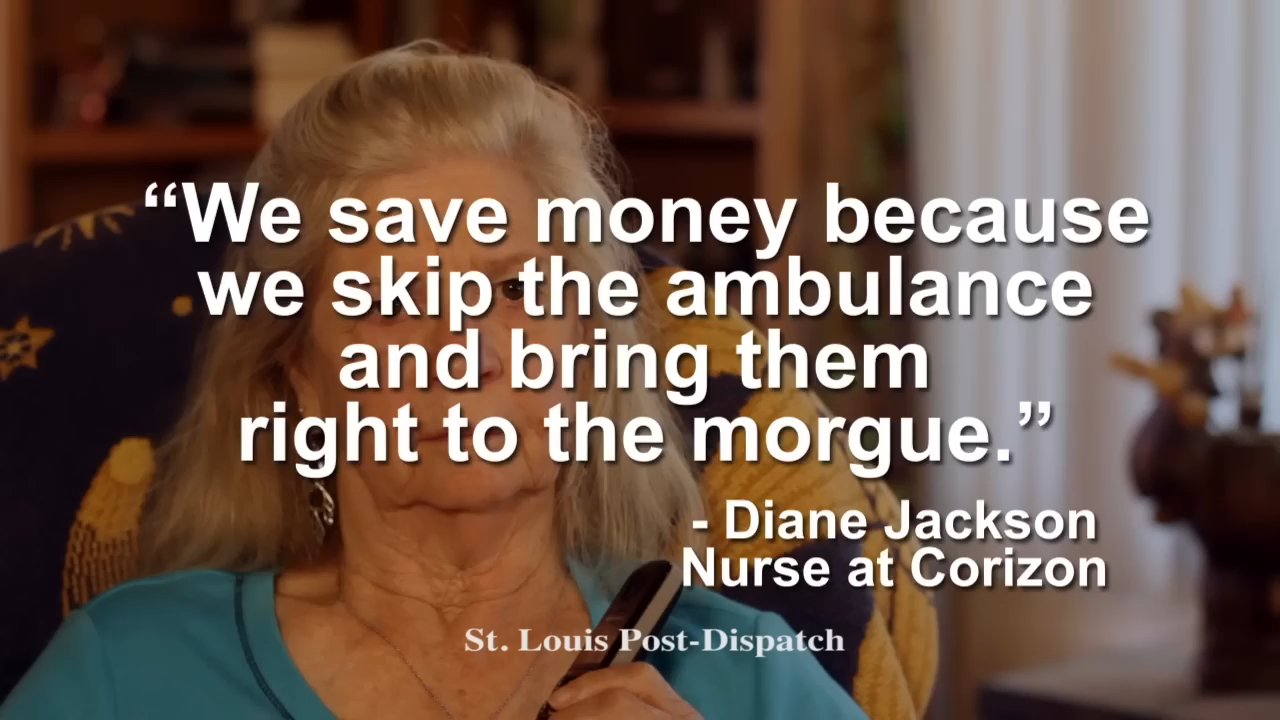 “We save money because
we skip the ambulance
and bring them
right to the morgue.”
- Diane Jackson
Nurse at Corizon
St. Louis Post-Dispatch